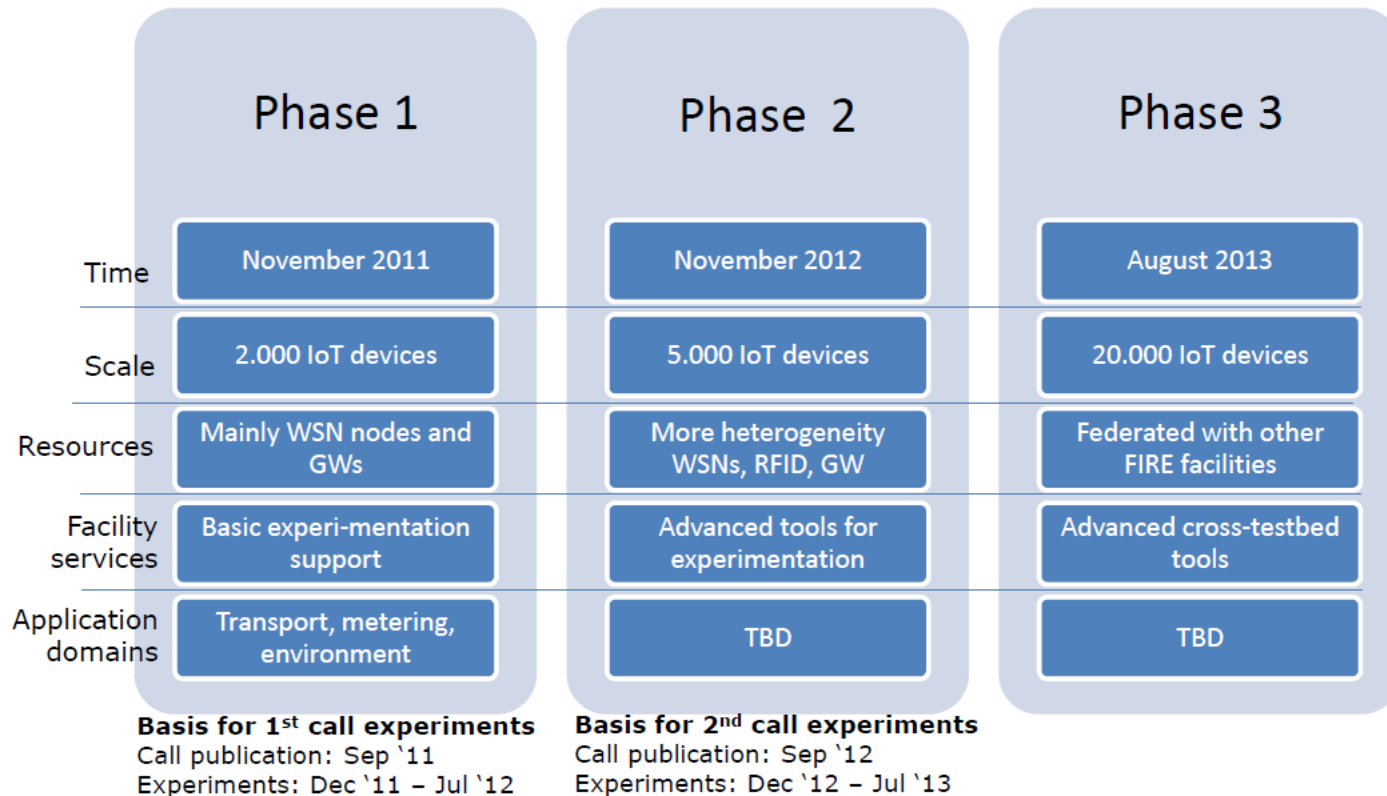 Phase 1
Phase 2
Phase 3
Time
November 2011
November 2012
August 2013
Scale
2.000 IoT devices
5.000 IoT devices
20.000 IoT devices
Resources
Mainly WSN nodes and
GWs
More heterogeneity
WSNs, RFID, GW
Federated with other
FIRE facilities
Facility
services
Basic experi-mentation
support
Advanced tools for
experimentation
Advanced cross-testbed
tools
Application
domains
Transport, metering,
environment
TBD
TBD
Basis for 1st call experiments
Call publication: Sep ‘11
Experiments: Dec ‘11 – Jul ‘12
Basis for 2nd call experiments
Call publication: Sep ‘12
Experiments: Dec ‘12 – Jul ‘13